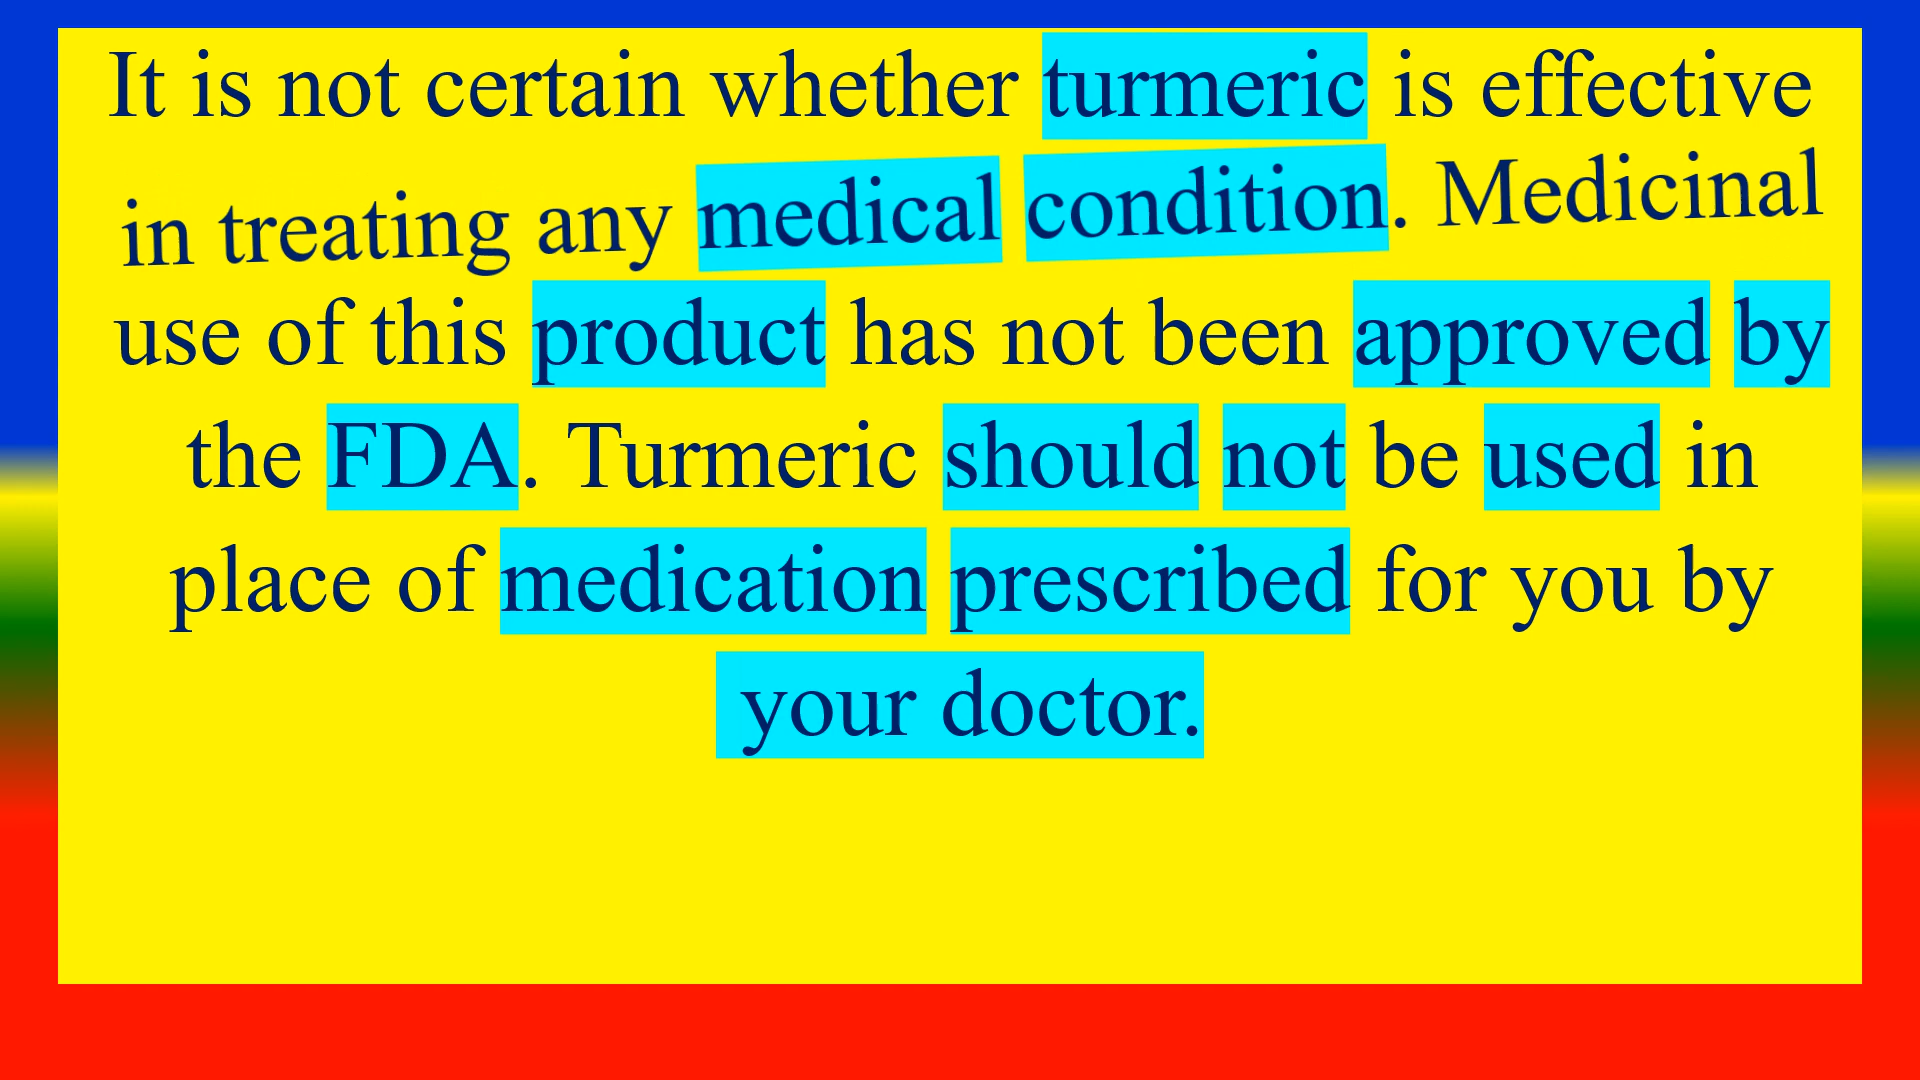 It is not certain whether turmeric is effective
in treating any medical condition. Medicinal
use of this product has not been approved by
the FDA. Turmeric should not be used in
place of medication prescribed for you by
your doctor.